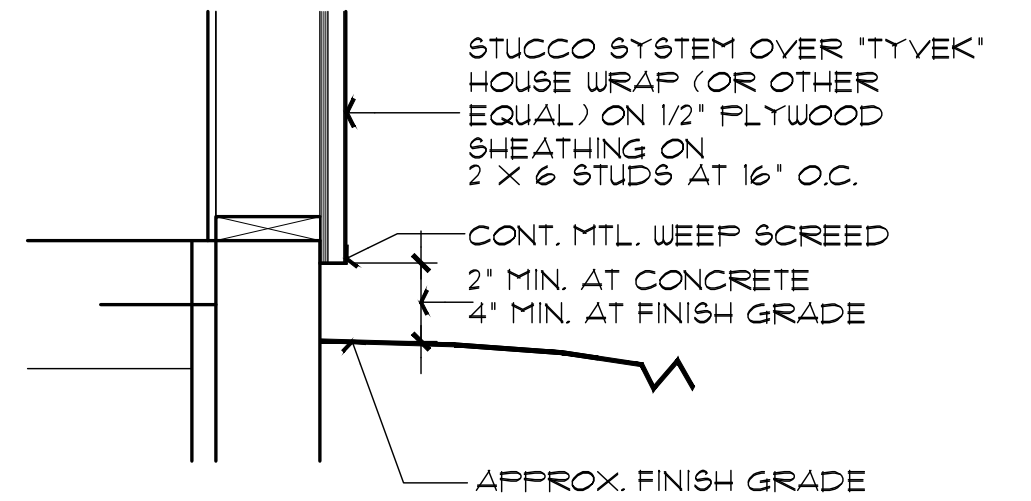 STUCCO SYSTEM OVER "TYVEK"
HOUSE WRAP (OR OTHER
EQUAL) ON 1/2" PLYWOOD
SHEATHING ON
2 X 6 STUDS AT 16" O.C.
CONT. MTL. WEEP SCREED
2" MIN. AT CONCRETE
4" MIN. AT FINISH GRADE
APPROX. FINISH GRADE